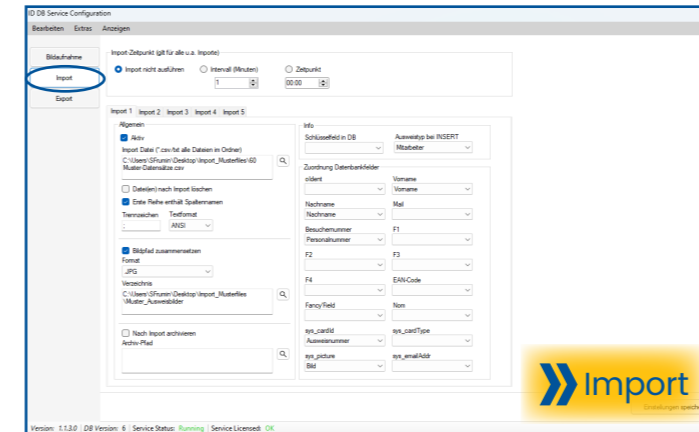 ID DB Service Configuration
Bearbeiten Extras Anzeigen
Bildaufnahme
Import
Export
Import-Zeitpunkt (gilt für alle u.a. Importe)
Import nicht ausführen Intervall (Minuten) Zeitpunkt
1 00:00
Import 1 Import 2 Import 3 Import 4 Import 5
Allgemein
Aktiv
Import Datei (*.csv/txt alle Dateien im Ordner)
C:\Users\SFrumin\Desktop\Import_Musterfiles\60
Muster-Datensätze.csv
Datei(en) nach Import löschen
Erste Reihe enthält Spaltennamen
Trennzeichen Textformat
; ANSI
Bildpfad zusammensetzen
Format
JPG
Verzeichnis
C:\Users\SFrumin\Desktop\Import_Musterfiles
\Muster_Ausweisbilder
Nach Import archivieren
Archiv-Pfad
Info
Schlüsselfeld in DB Ausweistyp bei INSERT
Mitarbeiter
Zuordnung Datenbankfelder
oIdent Vorname
Vorname
Nachname Mail
Nachname
Besuchernummer F1
Personalnummer
F2 F3
F4 EAN-Code
Fancy'Field Nom
sys_cardId sys_cardType
Ausweisnummer
sys_picture sys_emailAddr
Bild
Import
Einstellungen speiche
Version: 1.1.3.0 DB Version: 6 Service Status: Running Service Licensed: OK